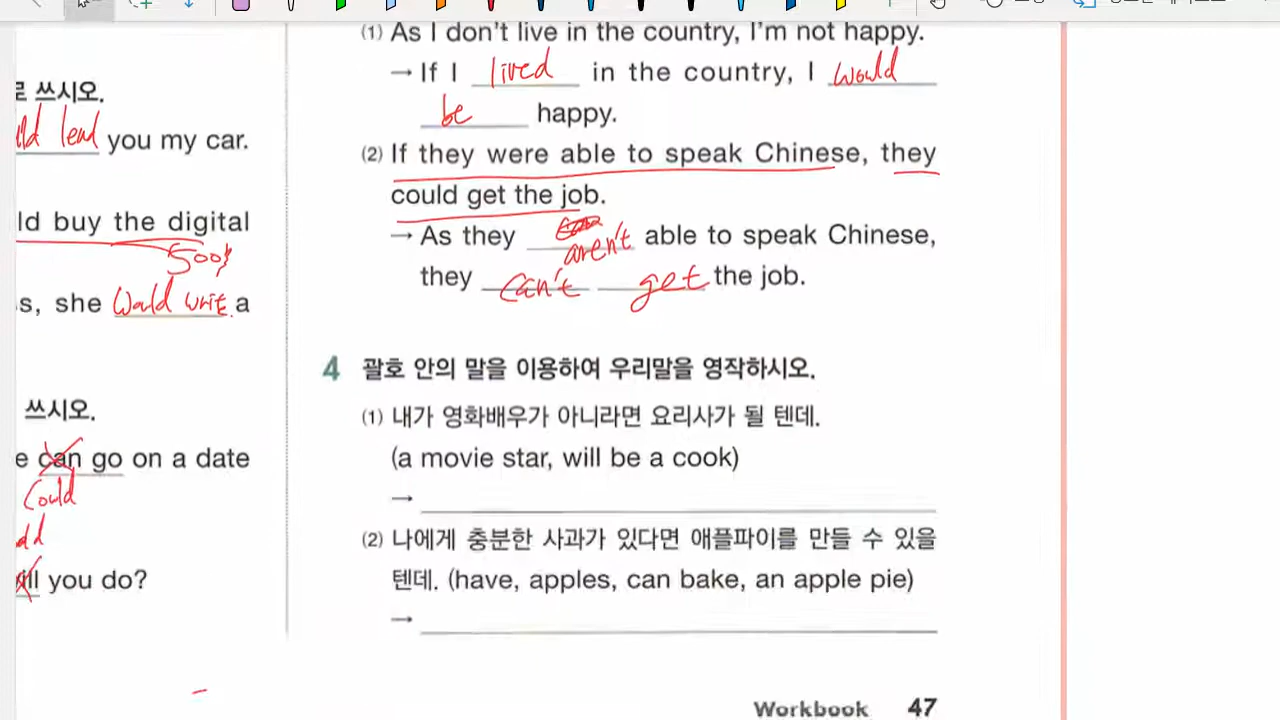 로 쓰시오.
ld lend you my car.
ld buy the digital
500$
s, she would write a
쓰시오.
e can go on a date
could
ill you do?
(1) As I don't live in the country, I'm not happy.
→ If I lived in the country, I would
be happy.
(2) If they were able to speak Chinese, they
could get the job.
→ As they aren't able to speak Chinese,
they can't get the job.
4 괄호 안의 말을 이용하여 우리말을 영작하시오.
(1) 내가 영화배우가 아니라면 요리사가 될 텐데.
(a movie star, will be a cook)
→
(2) 나에게 충분한 사과가 있다면 애플파이를 만들 수 있을
텐데. (have, apples, can bake, an apple pie)
→
Workbook 47